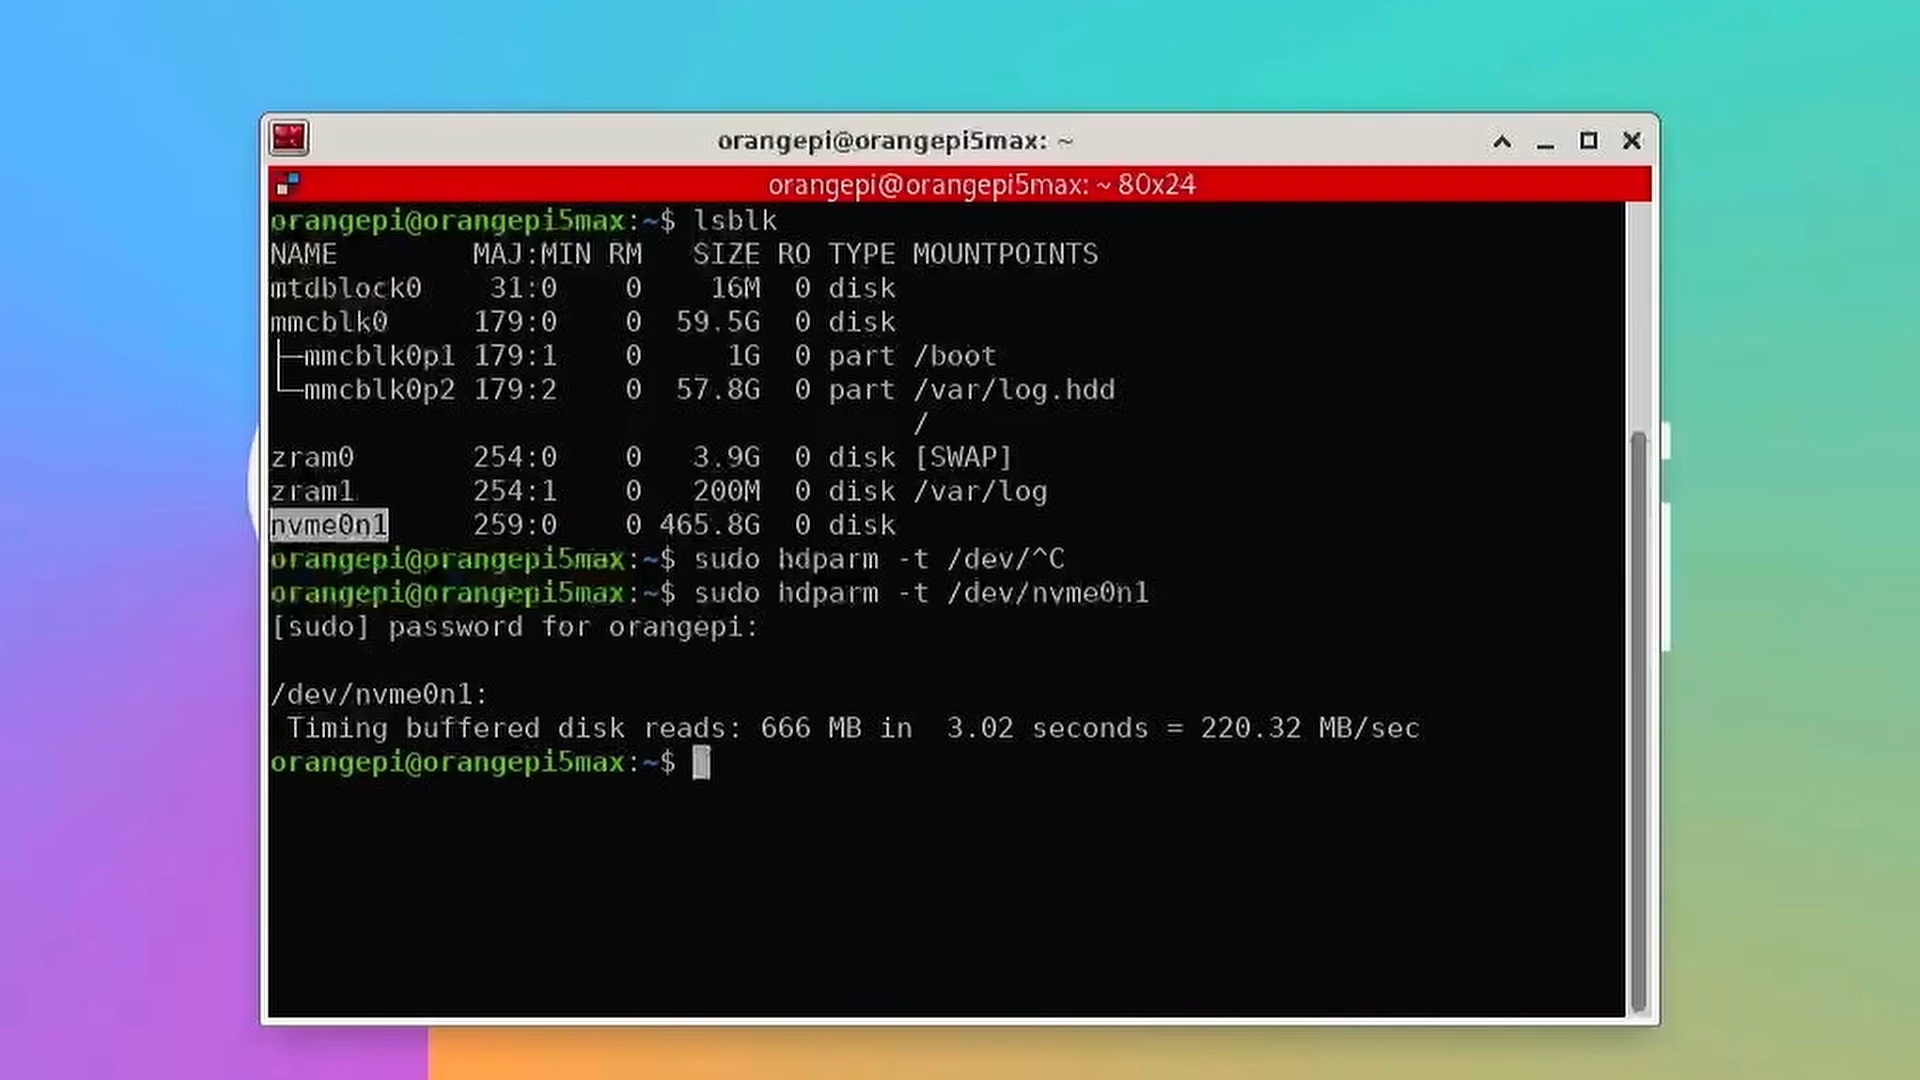 orangepi@orangepi5max: ~
orangepi@orangepi5max: ~ 80x24
orangepi@orangepi5max:~$ lsblk
NAME        MAJ:MIN RM   SIZE RO TYPE MOUNTPOINTS
mtdblock0    31:0    0    16M  0 disk
mmcblk0     179:0    0  59.5G  0 disk
├─mmcblk0p1 179:1    0     1G  0 part /boot
└─mmcblk0p2 179:2    0  57.8G  0 part /var/log.hdd
                                      /
zram0       254:0    0   3.9G  0 disk [SWAP]
zram1       254:1    0   200M  0 disk /var/log
nvme0n1     259:0    0 465.8G  0 disk
orangepi@orangepi5max:~$ sudo hdparm -t /dev/^C
orangepi@orangepi5max:~$ sudo hdparm -t /dev/nvme0n1
[sudo] password for orangepi:
/dev/nvme0n1:
 Timing buffered disk reads: 666 MB in  3.02 seconds = 220.32 MB/sec
orangepi@orangepi5max:~$